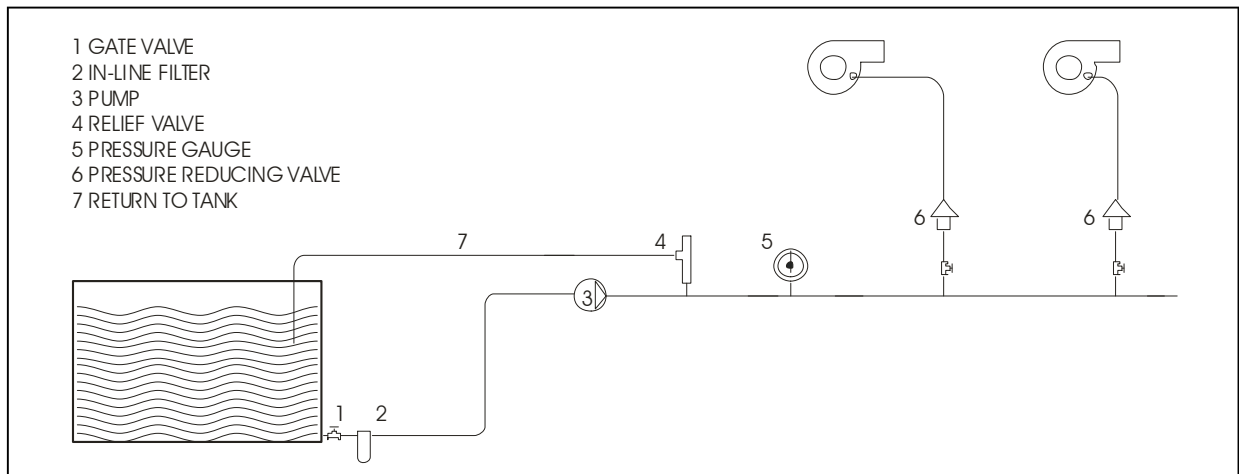 1 GATE VALVE
2 IN-LINE FILTER
3 PUMP
4 RELIEF VALVE
5 PRESSURE GAUGE
6 PRESSURE REDUCING VALVE
7 RETURN TO TANK
6
6
7
4
5
3
1
2